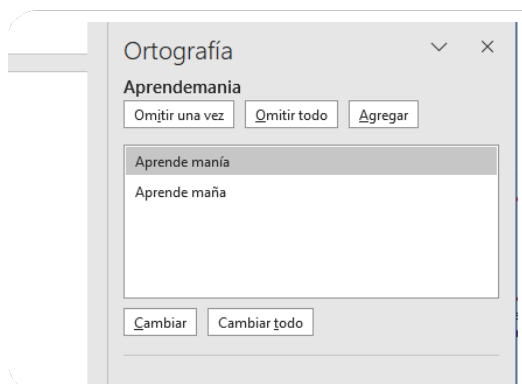 Ortografía
Aprendemania
Omitir una vez Omitir todo Agregar
Aprende manía
Aprende maña
Cambiar Cambiar todo